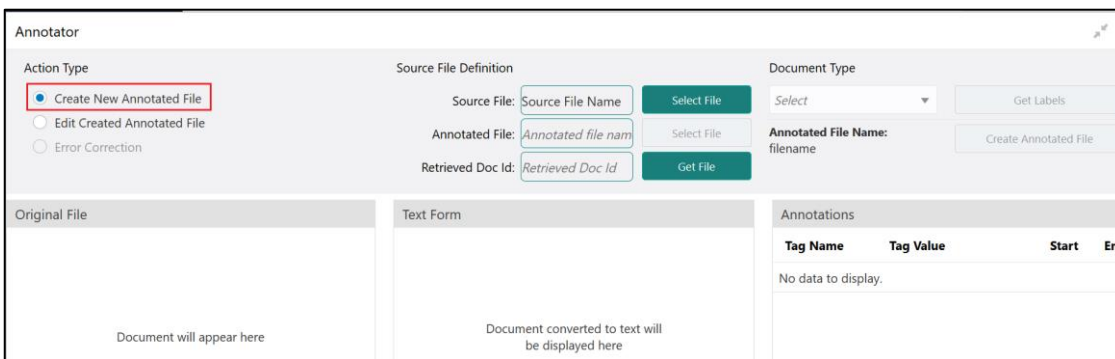 Annotator
Action Type
Create New Annotated File
Edit Created Annotated File
Error Correction
Source File Definition
Source File: Source File Name Select File
Annotated File: Annotated file nam Select File
Retrieved Doc Id: Retrieved Doc Id Get File
Document Type
Select Get Labels
Annotated File Name:
filename
Create Annotated File
Original File
Document will appear here
Text Form
Document converted to text will
be displayed here
Annotations
Tag Name Tag Value Start Er
No data to display.